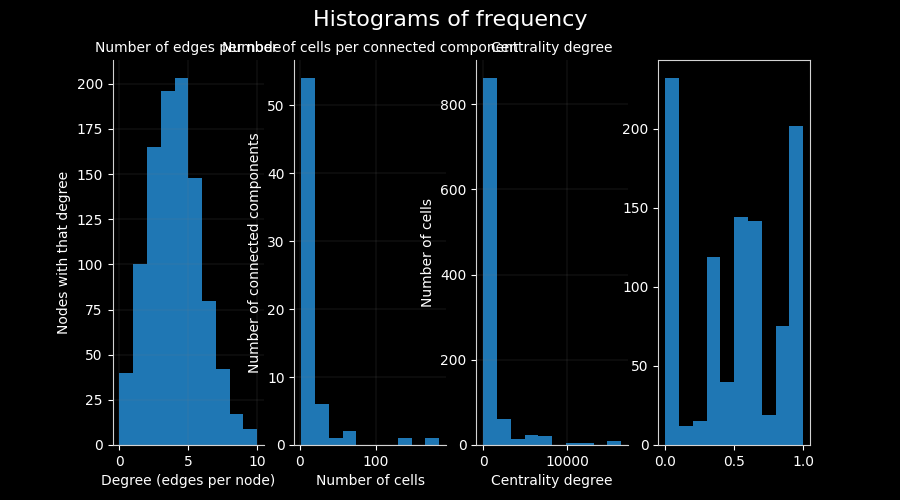 Histograms of frequency
Number of edges per node
Number of cells per connected component
Centrality degree
Nodes with that degree
200
175
150
125
100
75
50
25
0
0 5 10
Degree (edges per node)
Number of connected components
50
40
30
20
10
0
0 100
Number of cells
Number of cells
800
600
400
200
0
0 10000
Centrality degree
200
150
100
50
0
0.0 0.5 1.0